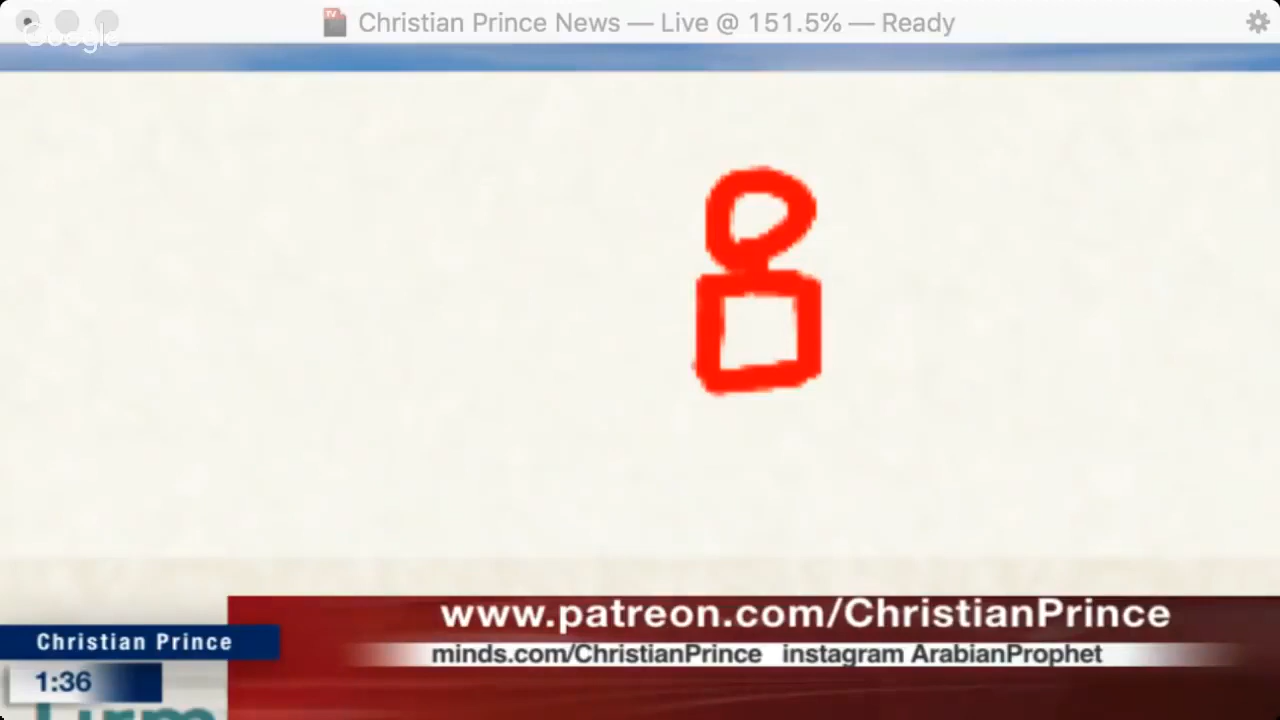 Christian Prince News — Live @ 151.5% — Ready
Google
www.patreon.com/ChristianPrince
Christian Prince
minds.com/ChristianPrince instagram ArabianProphet
1:36